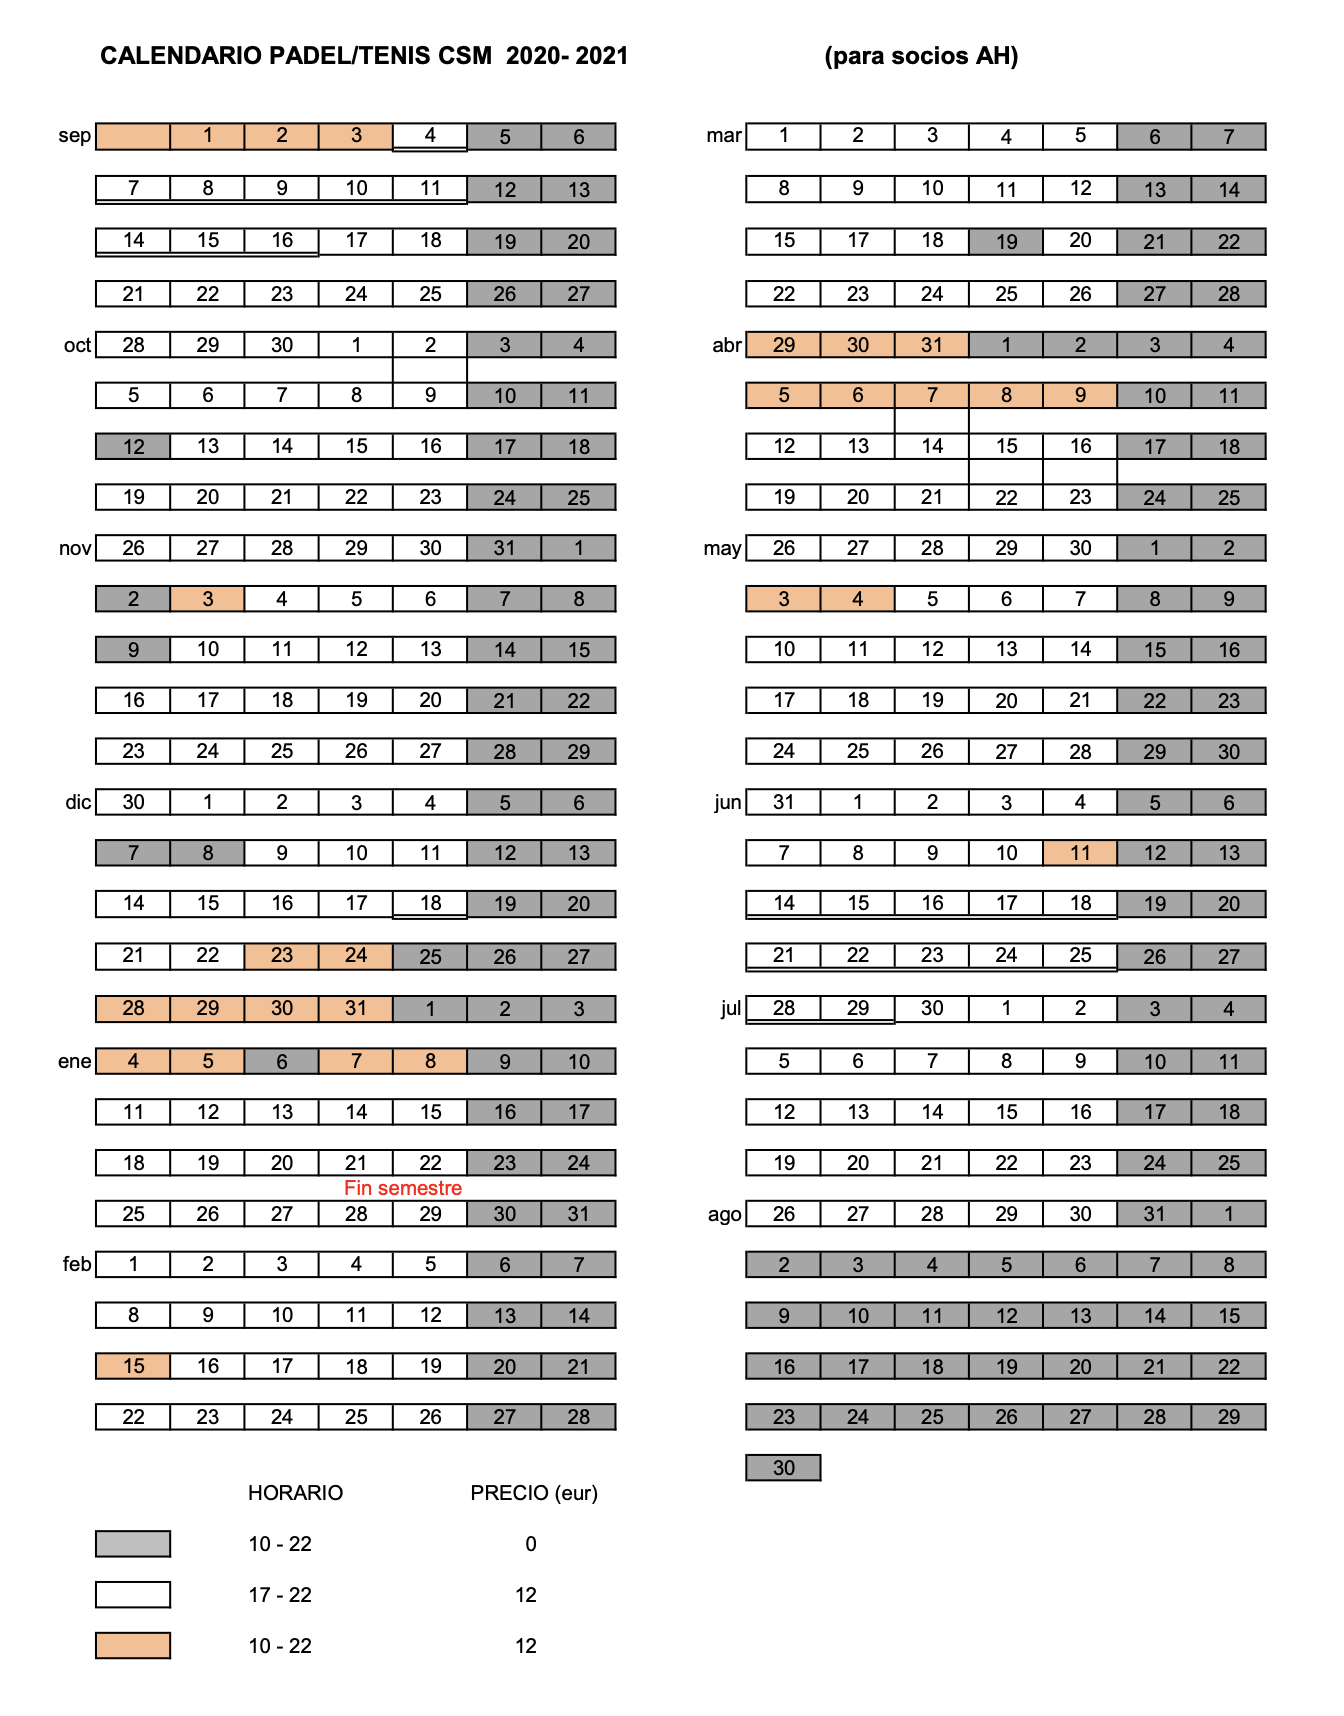 CALENDARIO PADEL/TENIS CSM 2020- 2021 (para socios AH)
sep 1 2 3 4 5 6
7 8 9 10 11 12 13
14 15 16 17 18 19 20
21 22 23 24 25 26 27
oct 28 29 30 1 2 3 4
5 6 7 8 9 10 11
12 13 14 15 16 17 18
19 20 21 22 23 24 25
nov 26 27 28 29 30 31 1
2 3 4 5 6 7 8
9 10 11 12 13 14 15
16 17 18 19 20 21 22
23 24 25 26 27 28 29
dic 30 1 2 3 4 5 6
7 8 9 10 11 12 13
14 15 16 17 18 19 20
21 22 23 24 25 26 27
28 29 30 31 1 2 3
ene 4 5 6 7 8 9 10
11 12 13 14 15 16 17
18 19 20 21 22 23 24
Fin semestre
25 26 27 28 29 30 31
feb 1 2 3 4 5 6 7
8 9 10 11 12 13 14
15 16 17 18 19 20 21
22 23 24 25 26 27 28
mar 1 2 3 4 5 6 7
8 9 10 11 12 13 14
15 17 18 19 20 21 22
22 23 24 25 26 27 28
abr 29 30 31 1 2 3 4
5 6 7 8 9 10 11
12 13 14 15 16 17 18
19 20 21 22 23 24 25
may 26 27 28 29 30 1 2
3 4 5 6 7 8 9
10 11 12 13 14 15 16
17 18 19 20 21 22 23
24 25 26 27 28 29 30
jun 31 1 2 3 4 5 6
7 8 9 10 11 12 13
14 15 16 17 18 19 20
21 22 23 24 25 26 27
jul 28 29 30 1 2 3 4
5 6 7 8 9 10 11
12 13 14 15 16 17 18
19 20 21 22 23 24 25
ago 26 27 28 29 30 31 1
2 3 4 5 6 7 8
9 10 11 12 13 14 15
16 17 18 19 20 21 22
23 24 25 26 27 28 29
30
HORARIO PRECIO (eur)
10 - 22 0
17 - 22 12
10 - 22 12